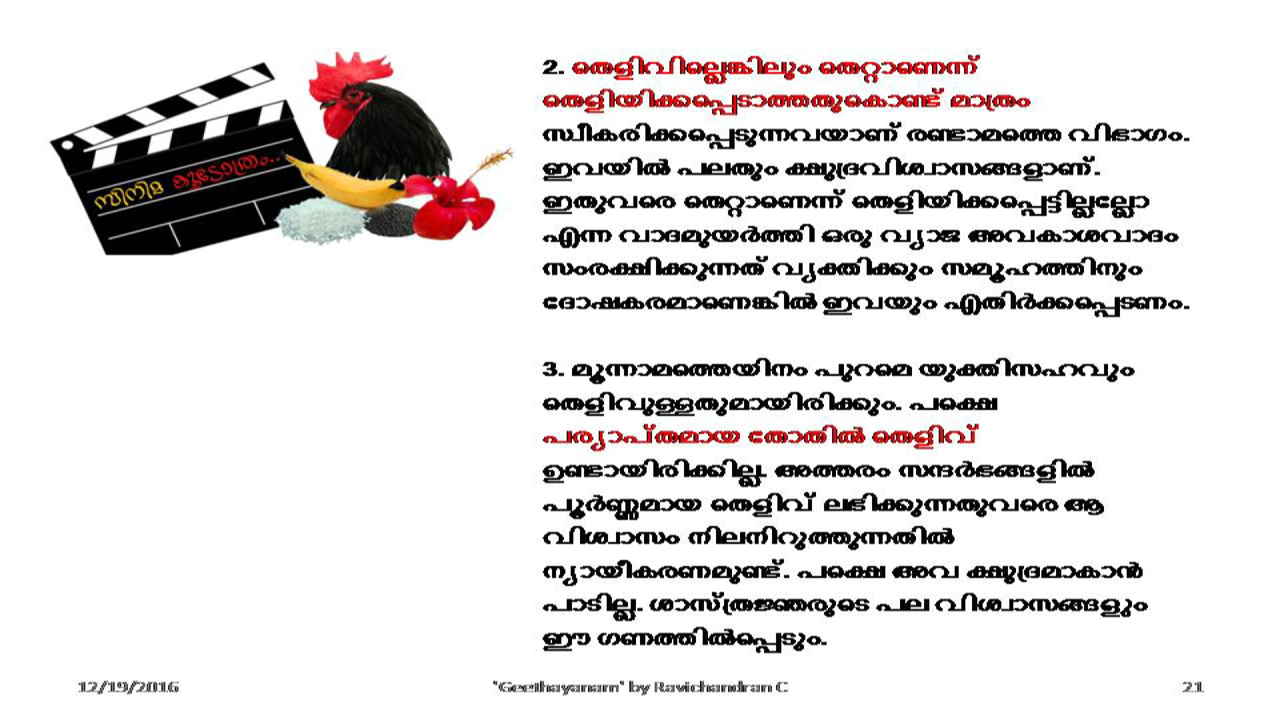 സിനിമ കൂടോത്രം...
2. തെളിവില്ലെങ്കിലും തെറ്റാണെന്ന്
തെളിയിക്കപ്പെടാത്തതുകൊണ്ട് മാത്രം
സ്വീകരിക്കപ്പെടുന്നവയാണ് രണ്ടാമത്തെ വിഭാഗം.
ഇവയിൽ പലതും ക്ഷുദ്രവിശ്വാസങ്ങളാണ്.
ഇതുവരെ തെറ്റാണെന്ന് തെളിയിക്കപ്പെട്ടില്ലല്ലോ
എന്ന വാദമുയർത്തി ഒരു വ്യാജ അവകാശവാദം
സംരക്ഷിക്കുന്നത് വ്യക്തിക്കും സമൂഹത്തിനും
ദോഷകരമാണെങ്കിൽ ഇവയും എതിർക്കപ്പെടണം.
3. മൂന്നാമത്തെയിനം പുറമെ യുക്തിസഹവും
തെളിവുള്ളതുമായിരിക്കും. പക്ഷെ
പര്യാപ്തമായ തോതിൽ തെളിവ്
ഉണ്ടായിരിക്കില്ല. അത്തരം സന്ദർഭങ്ങളിൽ
പൂർണ്ണമായ തെളിവ് ലഭിക്കുന്നതുവരെ ആ
വിശ്വാസം നിലനിറുത്തുന്നതിൽ
ന്യായീകരണമുണ്ട്. പക്ഷെ അവ ക്ഷുദ്രമാകാൻ
പാടില്ല. ശാസ്ത്രജ്ഞരുടെ പല വിശ്വാസങ്ങളും
ഈ ഗണത്തിൽപ്പെടും.
12/19/2016
'Geethayanam' by Ravichandran C
21